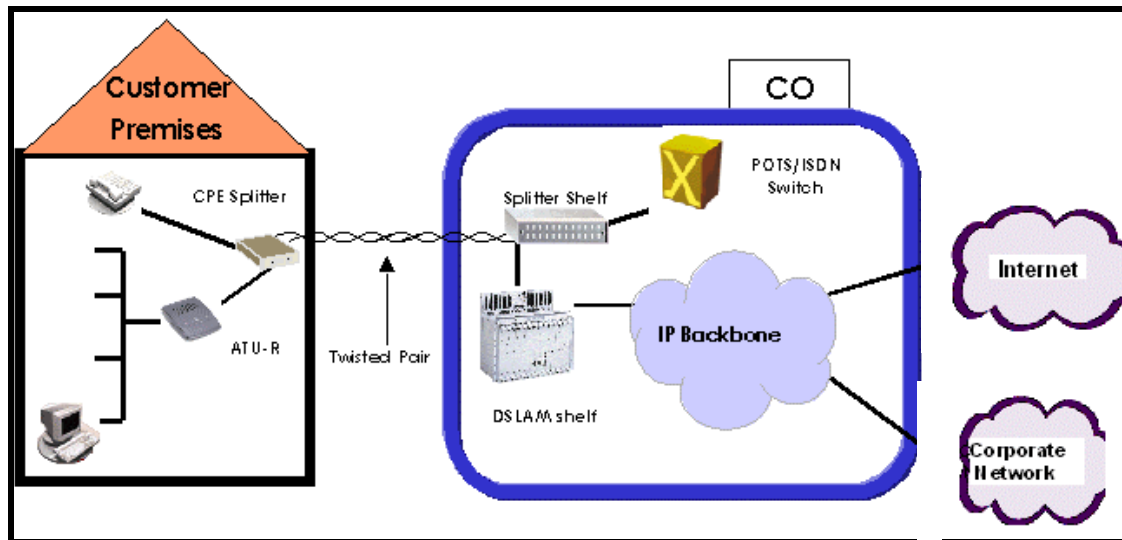 Customer
Premises
CO
CPE Splitter
Splitter Shelf
POTS/ISDN
Switch
X
Internet
ATU-R
Twisted Pair
IP Backbone
DSLAM shelf
Corporate
Network